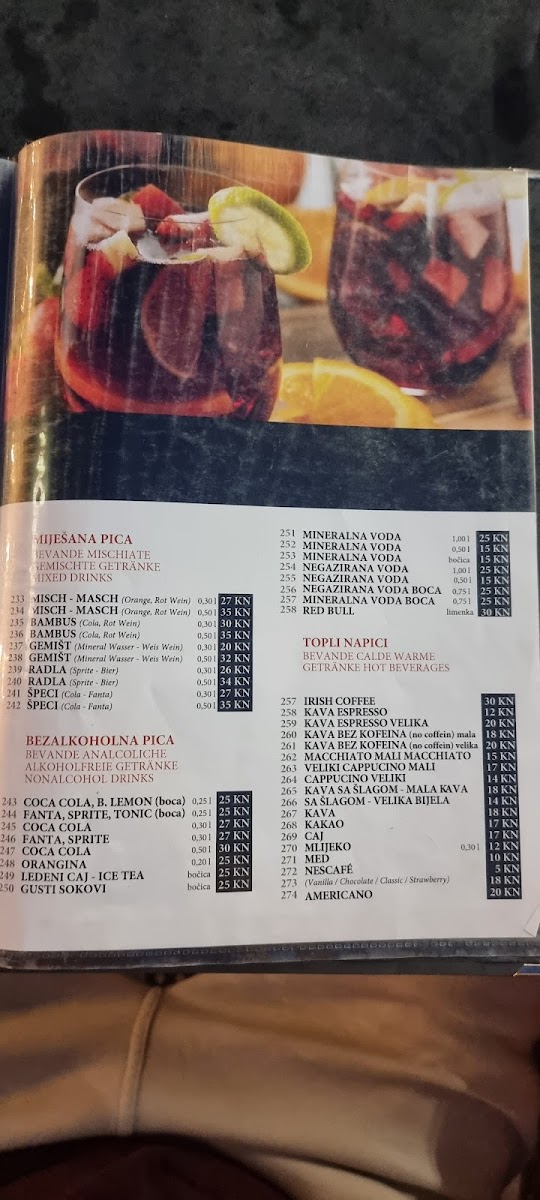 MIJEŠANA PICA
BEVANDE MISCHIATE
GEMISCHTE GETRÄNKE
MIXED DRINKS
233 MISCH - MASCH (Orange, Rot Wein) 0,30 l 27 KN
234 MISCH - MASCH (Orange, Rot Wein) 0,50 l 35 KN
235 BAMBUS (Cola, Rot Wein) 0,30 l 30 KN
236 BAMBUS (Cola, Rot Wein) 0,50 l 35 KN
237 GEMIŠT (Mineral Wasser - Weis Wein) 0,30 l 20 KN
238 GEMIŠT (Mineral Wasser - Weis Wein) 0,50 l 32 KN
239 RADLA (Sprite - Bier) 0,30 l 26 KN
240 RADLA (Sprite - Bier) 0,50 l 34 KN
241 ŠPECI (Cola - Fanta) 0,30 l 27 KN
242 ŠPECI (Cola - Fanta) 0,50 l 35 KN
BEZALKOHOLNA PICA
BEVANDE ANALCOLICHE
ALKOHOLFREIE GETRÄNKE
NONALCOHOL DRINKS
243 COCA COLA, B. LEMON (boca) 0,25 l 25 KN
244 FANTA, SPRITE, TONIC (boca) 0,25 l 25 KN
245 COCA COLA 0,30 l 27 KN
246 FANTA, SPRITE 0,30 l 27 KN
247 COCA COLA 0,50 l 30 KN
248 ORANGINA 0,20 l 25 KN
249 LEDENI CAJ - ICE TEA bočica 25 KN
250 GUSTI SOKOVI bočica 25 KN
251 MINERALNA VODA 1,00 l 25 KN
252 MINERALNA VODA 0,50 l 15 KN
253 MINERALNA VODA bočica 15 KN
254 NEGAZIRANA VODA 1,00 l 25 KN
255 NEGAZIRANA VODA 0,50 l 15 KN
256 NEGAZIRANA VODA BOCA 0,75 l 25 KN
257 MINERALNA VODA BOCA 0,75 l 25 KN
258 RED BULL limenka 30 KN
TOPLI NAPICI
BEVANDE CALDE WARME
GETRÄNKE HOT BEVERAGES
257 IRISH COFFEE 30 KN
258 KAVA ESPRESSO 12 KN
259 KAVA ESPRESSO VELIKA 20 KN
260 KAVA BEZ KOFEINA (no coffein) mala 18 KN
261 KAVA BEZ KOFEINA (no coffein) velika 20 KN
262 MACCHIATO MALI MACCHIATO 15 KN
263 VELIKI CAPPUCINO MALI 17 KN
264 CAPPUCINO VELIKI 14 KN
265 KAVA SA ŠLAGOM - MALA KAVA 18 KN
266 SA ŠLAGOM - VELIKA BIJELA 14 KN
267 KAVA 18 KN
268 KAKAO 17 KN
269 CAJ 17 KN
270 MLIJEKO 0,30 l 12 KN
271 MED 10 KN
272 NESCAFÉ 5 KN
273 (Vanilla / Chocolate / Classic / Strawberry) 18 KN
274 AMERICANO 20 KN